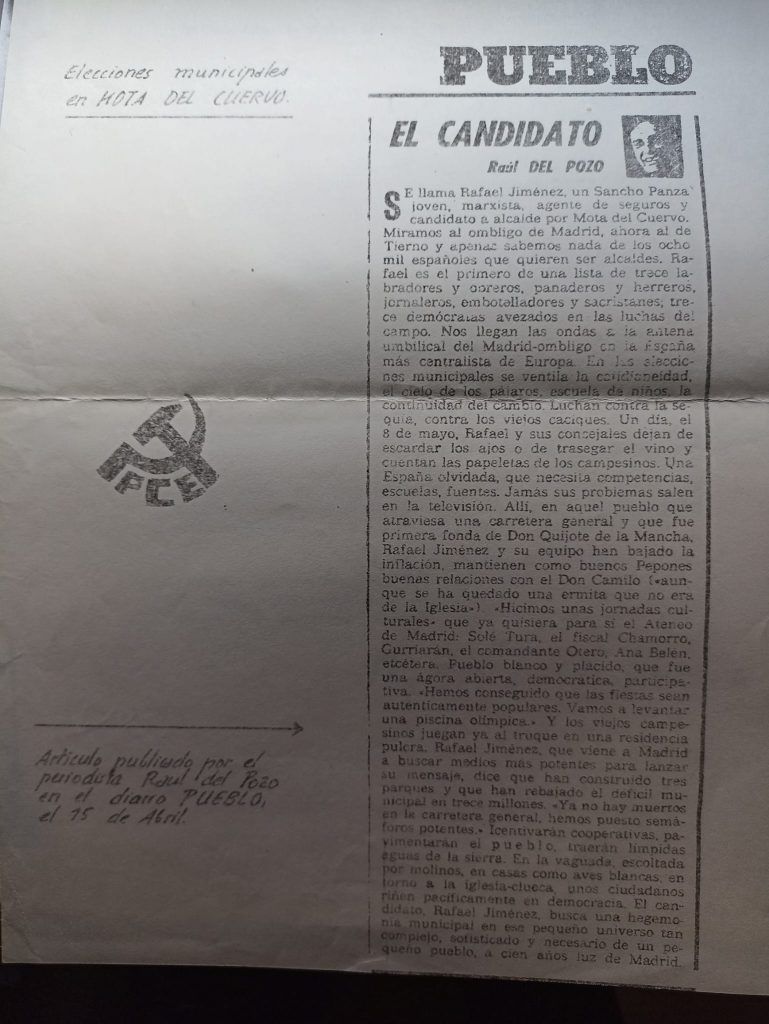 Elecciones municipales
en MOTA DEL CUERVO.
PCE
Artículo publicado por el
periodista Raúl del Pozo
en el diario PUEBLO,
el 15 de Abril.
PUEBLO
EL CANDIDATO
Raúl DEL POZO
SE llama Rafael Jiménez, un Sancho Panza
joven, marxista, agente de seguros y
candidato a alcalde por Mota del Cuervo.
Miramos al ombligo de Madrid, ahora al de
Tierno y apenas sabemos nada de los ocho
mil españoles que quieren ser alcaldes. Ra-
fael es el primero de una lista de trece la-
bradores y obreros, panaderos y herreros,
jornaleros, embotelladores y sacristanes; tre-
ce demócratas avezados en las luchas del
campo. Nos llegan las ondas a la antena
umbilical del Madrid-ombligo en la España
más centralista de Europa. En las eleccio-
nes municipales se ventila la cotidianeidad,
el cielo de los pájaros, escuela de niños, la
continuidad del cambio. Luchan contra la se-
quía, contra los viejos caciques. Un día, el
8 de mayo, Rafael y sus concejales dejan de
escardar los ajos o de trasegar el vino y
cuentan las papeletas de los campesinos. Una
España olvidada, que necesita competencias,
escuelas, fuentes. Jamás sus problemas salen
en la televisión. Allí, en aquel pueblo que
atraviesa una carretera general y que fue
primera fonda de Don Quijote de la Mancha,
Rafael Jiménez y su equipo han bajado la
inflación, mantienen como buenos Pepones
buenas relaciones con el Don Camilo («aun-
que se ha quedado una ermita que no era
de la Iglesia»). «Hicimos unas jornadas cul-
turales» que ya quisiera para sí el Ateneo
de Madrid: Solé Tura, el fiscal Chamorro,
Gurriarán, el comandante Otero, Ana Belén,
etcétera. Pueblo blanco y plácido, que fue
una ágora abierta, democrática, participa-
tiva. «Hemos conseguido que las fiestas sean
auténticamente populares. Vamos a levantar
una piscina olímpica.» Y los viejos campe-
sinos juegan ya al truque en una residencia
pulcra. Rafael Jiménez, que viene a Madrid
a buscar medios más potentes para lanzar
su mensaje, dice que han construido tres
parques y que han rebajado el déficit mu-
nicipal en trece millones. «Ya no hay muertos
en la carretera general, hemos puesto semá-
foros potentes.» Icentivarán cooperativas, pa-
vimentarán el pueblo, traerán límpidas
aguas de la sierra. En la vaguada, escoltada
por molinos, en casas como aves blancas, en
torno a la iglesia-clueca, unos ciudadanos
riñen pacíficamente en democracia. El can-
didato, Rafael Jiménez, busca una hegemo-
nía municipal en ese pequeño universo tan
complejo, sofisticado y necesario de un pe-
queño pueblo, a cien años luz de Madrid.